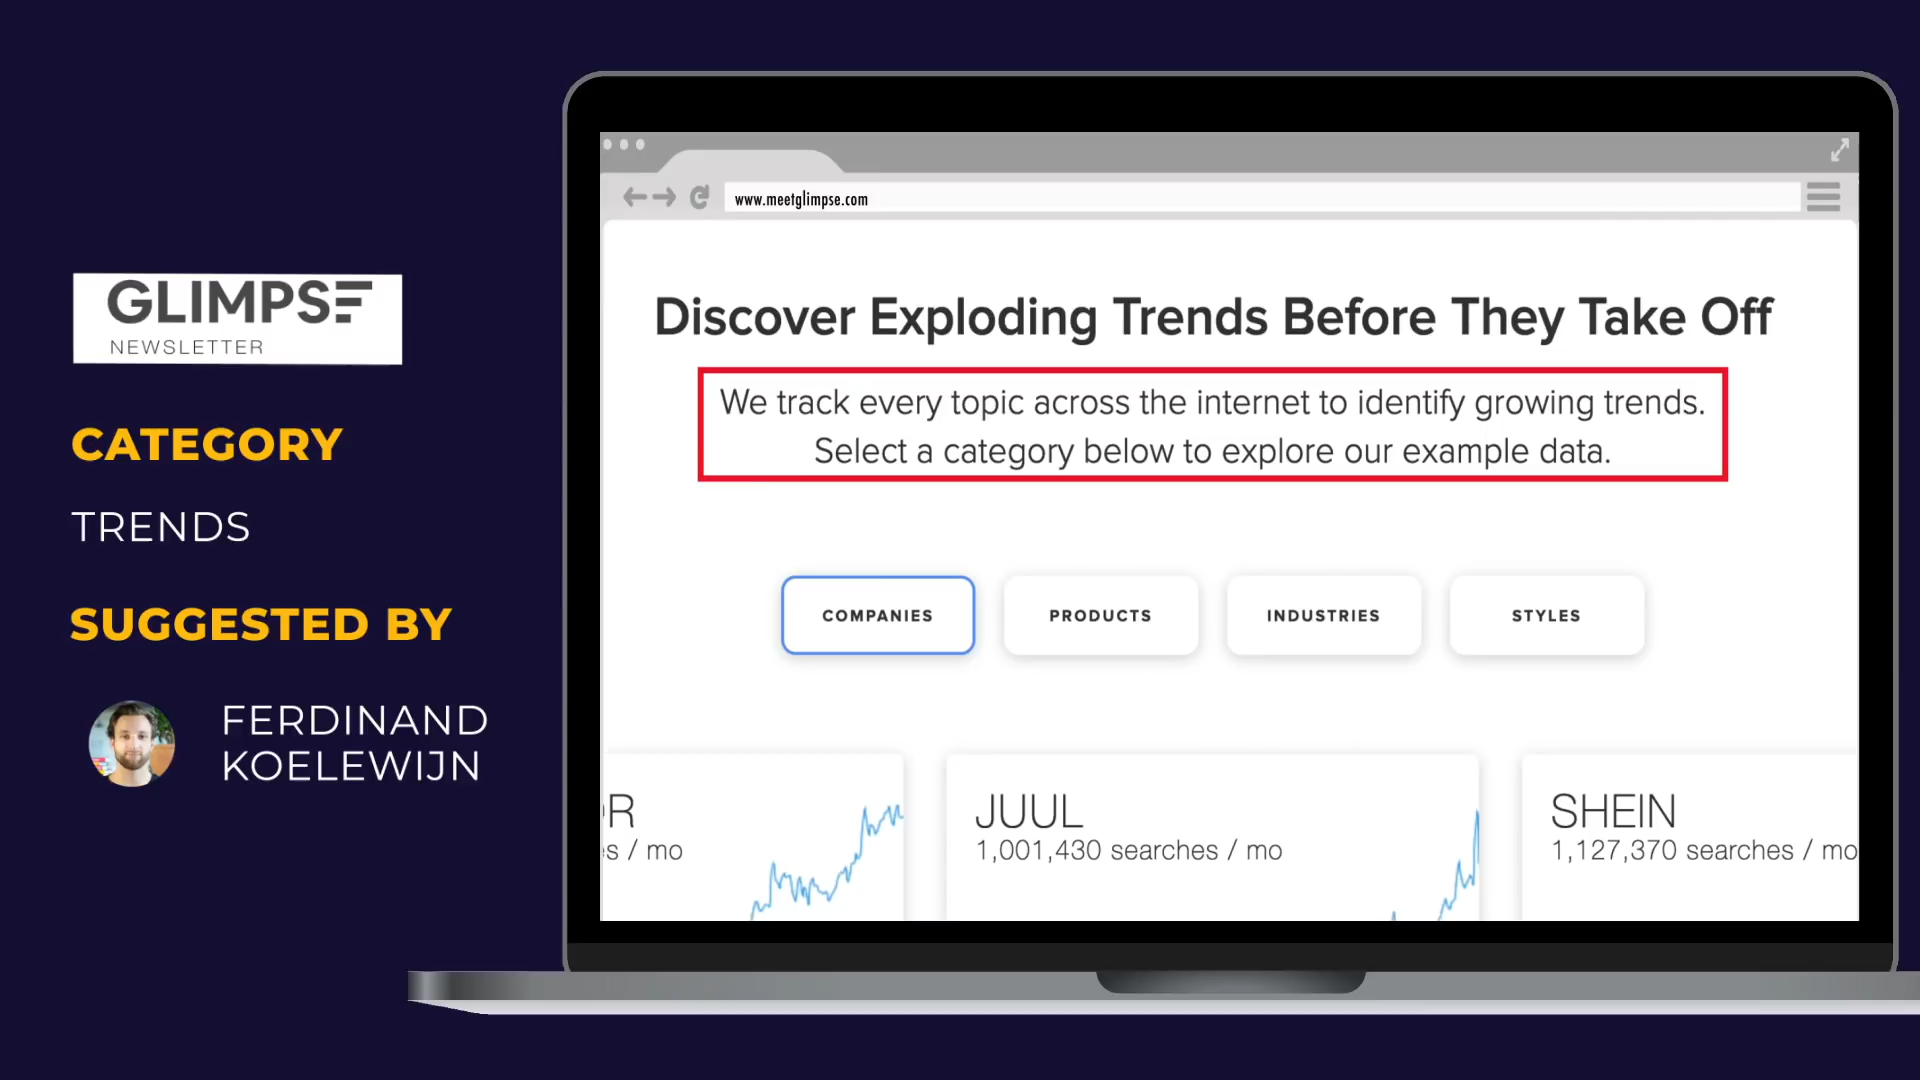 GLIMPSE
NEWSLETTER
CATEGORY
TRENDS
SUGGESTED BY
FERDINAND
KOELEWIJN
www.meetglimpse.com
Discover Exploding Trends Before They Take Off
We track every topic across the internet to identify growing trends.
Select a category below to explore our example data.
COMPANIES PRODUCTS INDUSTRIES STYLES
JUUL SHEIN
/ mo 1,001,430 searches / mo 1,127,370 searches / mo